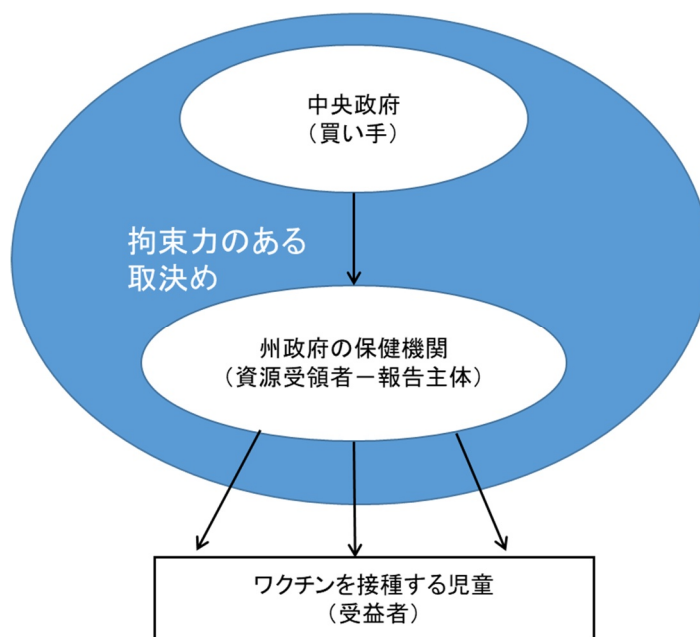 中央政府
（買い手）
拘束力のある
取決め
州政府の保健機関
（資源受領者－報告主体）
ワクチンを接種する児童
（受益者）